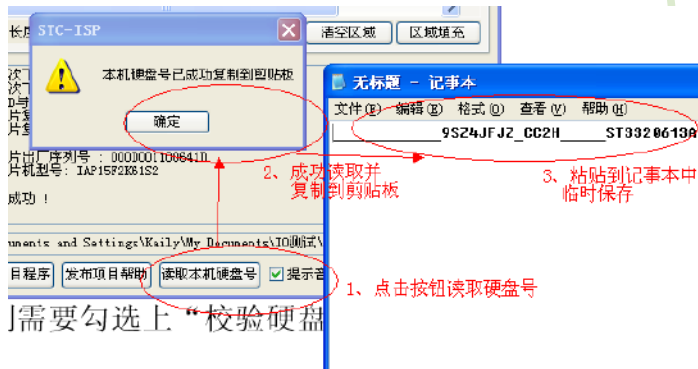 长度
清空区域
区域填充
STC-ISP
本机硬盘号已成功复制到剪贴板
确定
无标题 - 记事本
文件(F) 编辑(E) 格式(O) 查看(V) 帮助(H)
9SZ4JFJZ_CC2H_____ST3320613A
片出厂序列号 :
片机型号: IAP15F2K61S2
成功 !
2、成功读取并
复制到剪贴板
3、粘贴到记事本中
临时保存
uments and Settings\Kaily\My Documents\IO测试\
目程序
发布项目帮助
读取本机硬盘号
提示音
1、点击按钮读取硬盘号
需要勾选上“校验硬盘